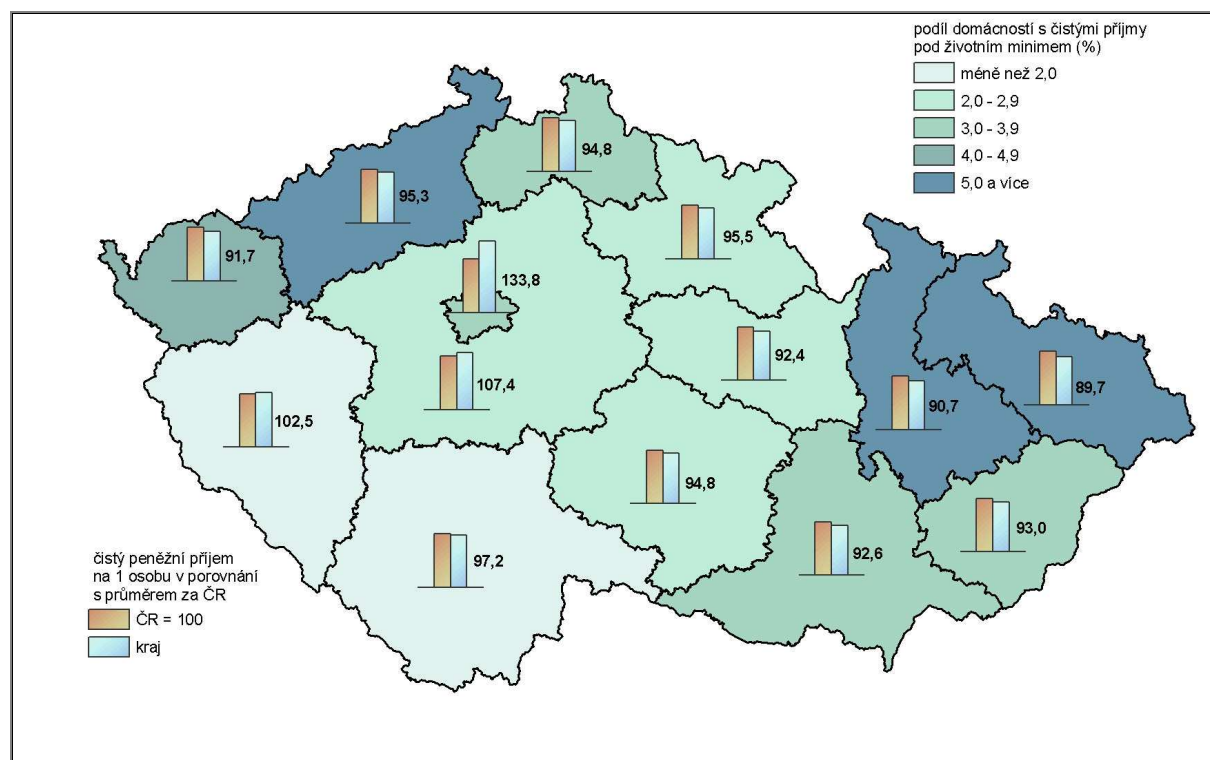 podíl domácností s čistými příjmy
pod životním minimem (%)
méně než 2,0
2,0 - 2,9
3,0 - 3,9
4,0 - 4,9
5,0 a více
94,8
95,3
95,5
91,7
133,8
92,4
107,4
89,7
90,7
102,5
94,8
93,0
92,6
97,2
čistý peněžní příjem
na 1 osobu v porovnání
s průměrem za ČR
ČR = 100
kraj